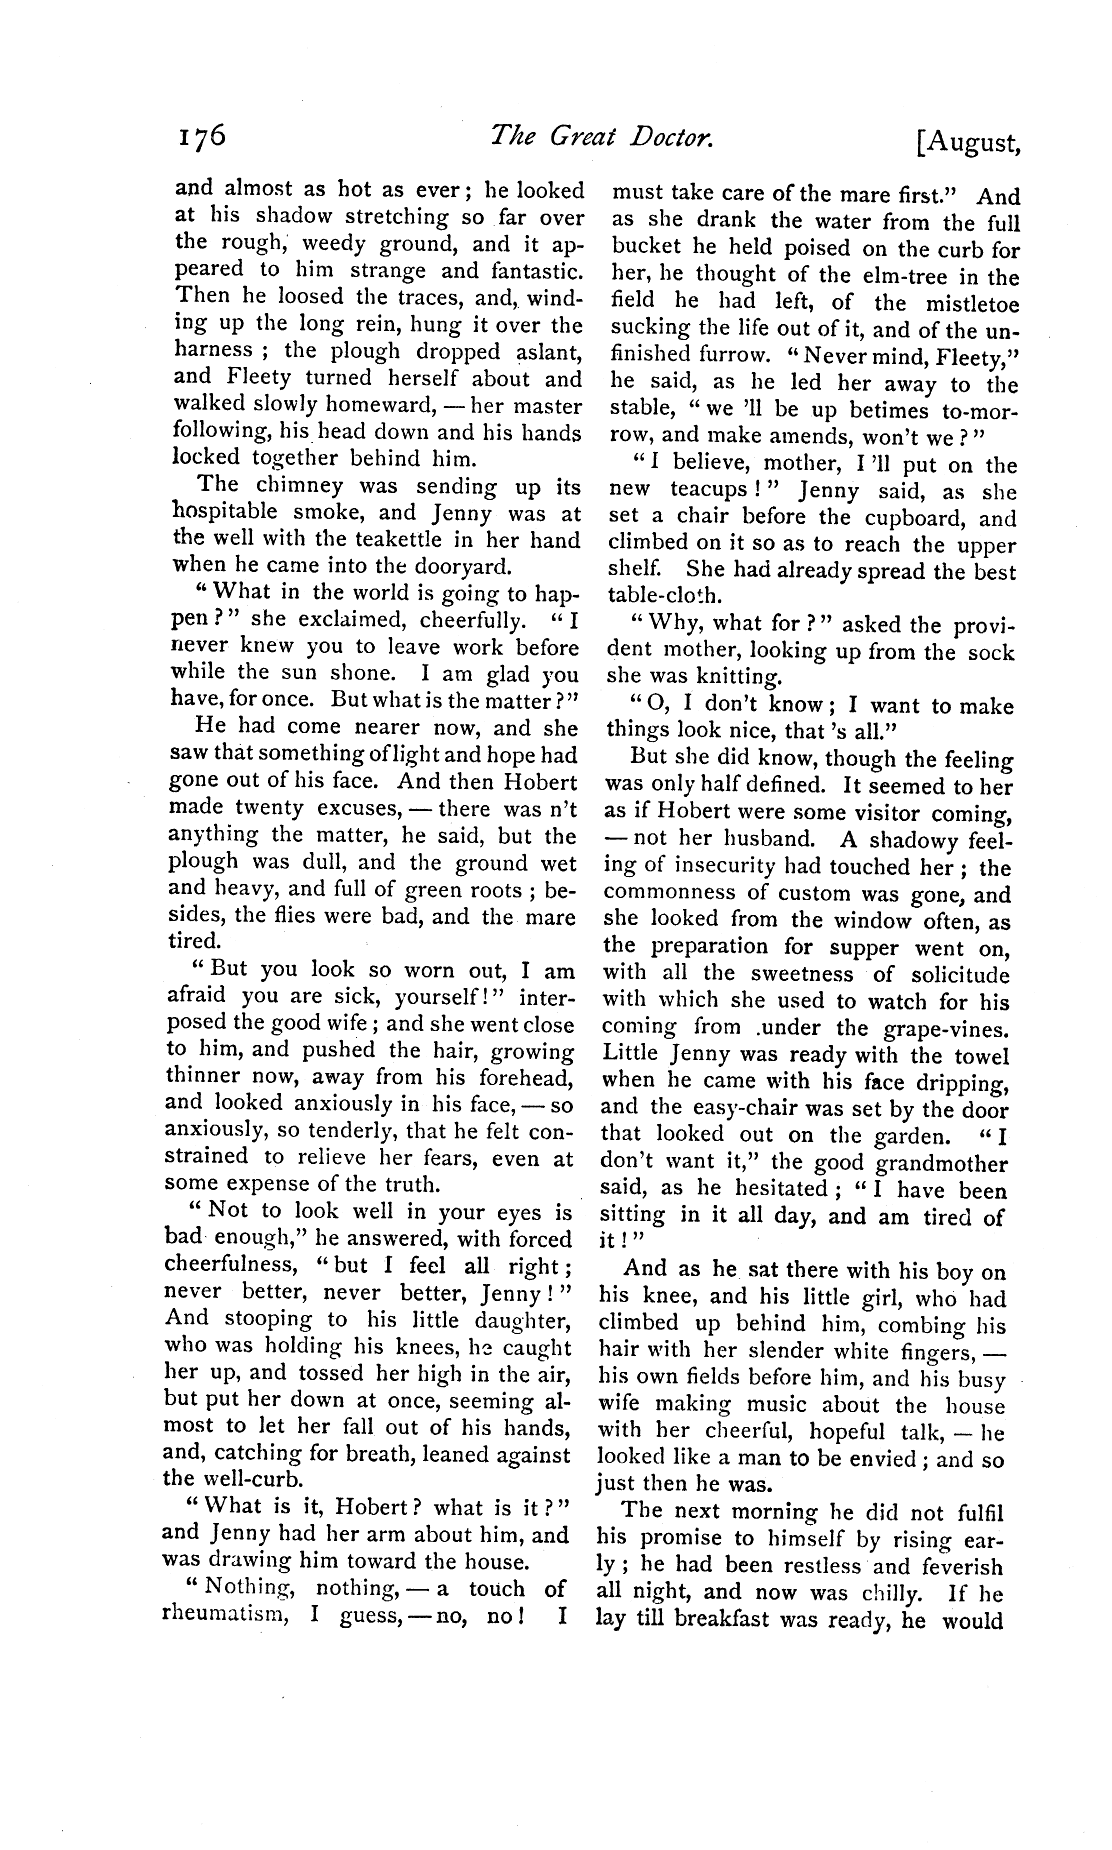 176 The Great Doctor. [August,
and almost as hot as ever; he looked
at his shadow stretching so far over
the rough, weedy ground, and it ap-
peared to him strange and fantastic.
Then he loosed the traces, and, wind-
ing up the long rein, hung it over the
harness ; the plough dropped aslant,
and Fleety turned herself about and
walked slowly homeward, — her master
following, his head down and his hands
locked together behind him.
The chimney was sending up its
hospitable smoke, and Jenny was at
the well with the teakettle in her hand
when he came into the dooryard.
“ What in the world is going to hap-
pen ? ” she exclaimed, cheerfully. “ I
never knew you to leave work before
while the sun shone. I am glad you
have, for once. But what is the matter ? ”
He had come nearer now, and she
saw that something of light and hope had
gone out of his face. And then Hobert
made twenty excuses, — there was n't
anything the matter, he said, but the
plough was dull, and the ground wet
and heavy, and full of green roots ; be-
sides, the flies were bad, and the mare
tired.
“ But you look so worn out, I am
afraid you are sick, yourself ! ” inter-
posed the good wife ; and she went close
to him, and pushed the hair, growing
thinner now, away from his forehead,
and looked anxiously in his face, — so
anxiously, so tenderly, that he felt con-
strained to relieve her fears, even at
some expense of the truth.
“ Not to look well in your eyes is
bad enough,” he answered, with forced
cheerfulness, “ but I feel all right ;
never better, never better, Jenny ! ”
And stooping to his little daughter,
who was holding his knees, he caught
her up, and tossed her high in the air,
but put her down at once, seeming al-
most to let her fall out of his hands,
and, catching for breath, leaned against
the well-curb.
“ What is it, Hobert ? what is it ? ”
and Jenny had her arm about him, and
was drawing him toward the house.
“ Nothing, nothing, — a touch of
rheumatism, I guess, — no, no ! I
must take care of the mare first.” And
as she drank the water from the full
bucket he held poised on the curb for
her, he thought of the elm-tree in the
field he had left, of the mistletoe
sucking the life out of it, and of the un-
finished furrow. “ Never mind, Fleety,”
he said, as he led her away to the
stable, “ we 'll be up betimes to-mor-
row, and make amends, won't we ? ”
“ I believe, mother, I 'll put on the
new teacups ! ” Jenny said, as she
set a chair before the cupboard, and
climbed on it so as to reach the upper
shelf. She had already spread the best
table-cloth.
“ Why, what for ? ” asked the provi-
dent mother, looking up from the sock
she was knitting.
“ O, I don't know ; I want to make
things look nice, that 's all.”
But she did know, though the feeling
was only half defined. It seemed to her
as if Hobert were some visitor coming,
— not her husband. A shadowy feel-
ing of insecurity had touched her ; the
commonness of custom was gone, and
she looked from the window often, as
the preparation for supper went on,
with all the sweetness of solicitude
with which she used to watch for his
coming from under the grape-vines.
Little Jenny was ready with the towel
when he came with his face dripping,
and the easy-chair was set by the door
that looked out on the garden. “ I
don't want it,” the good grandmother
said, as he hesitated ; “ I have been
sitting in it all day, and am tired of
it ! ”
And as he sat there with his boy on
his knee, and his little girl, who had
climbed up behind him, combing his
hair with her slender white fingers, —
his own fields before him, and his busy
wife making music about the house
with her cheerful, hopeful talk, — he
looked like a man to be envied ; and so
just then he was.
The next morning he did not fulfil
his promise to himself by rising ear-
ly ; he had been restless and feverish
all night, and now was chilly. If he
lay till breakfast was ready, he would